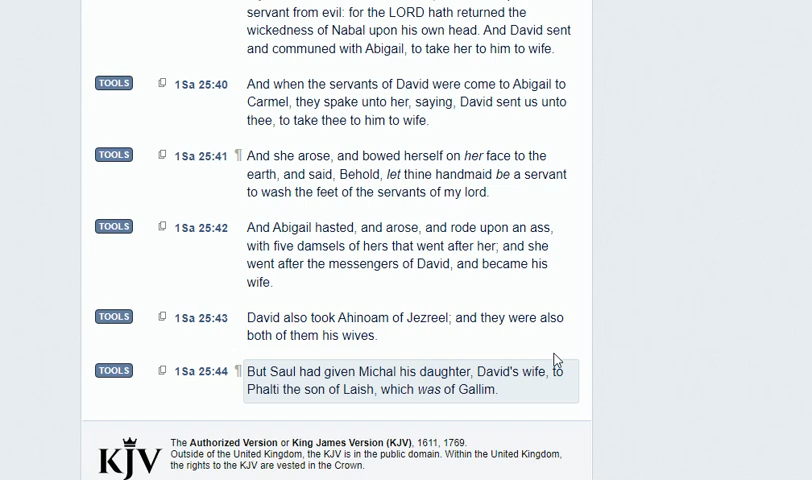 servant from evil: for the LORD hath returned the
wickedness of Nabal upon his own head. And David sent
and communed with Abigail, to take her to him to wife.
TOOLS 1Sa 25:40 And when the servants of David were come to Abigail to
Carmel, they spake unto her, saying, David sent us unto
thee, to take thee to him to wife.
TOOLS 1Sa 25:41 ¶ And she arose, and bowed herself on her face to the
earth, and said, Behold, let thine handmaid be a servant
to wash the feet of the servants of my lord.
TOOLS 1Sa 25:42 And Abigail hasted, and arose, and rode upon an ass,
with five damsels of hers that went after her; and she
went after the messengers of David, and became his
wife.
TOOLS 1Sa 25:43 David also took Ahinoam of Jezreel; and they were also
both of them his wives.
TOOLS 1Sa 25:44 ¶ But Saul had given Michal his daughter, David's wife, to
Phalti the son of Laish, which was of Gallim.
KJV
The Authorized Version or King James Version (KJV), 1611, 1769.
Outside of the United Kingdom, the KJV is in the public domain. Within the United Kingdom,
the rights to the KJV are vested in the Crown.